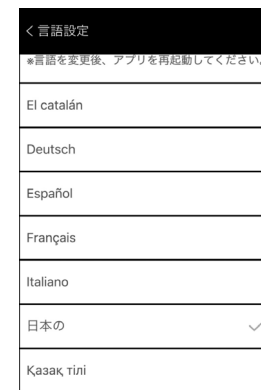 く言語設定
※言語を変更後、アプリを再起動してください。
El catalán
Deutsch
Español
Français
Italiano
日本の
Қазақ тілі